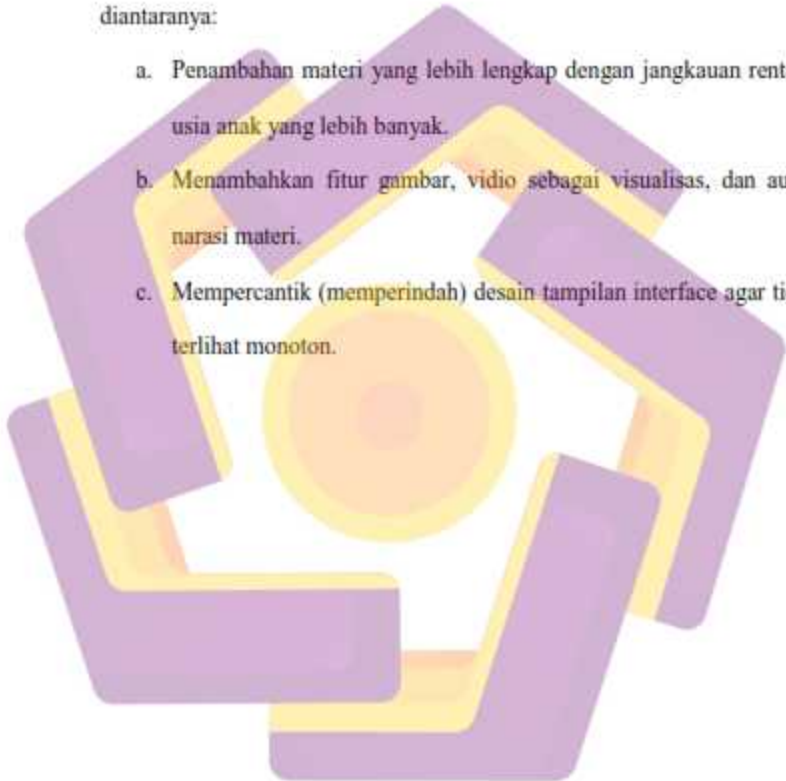 diantaranya:
a. Penambahan materi yang lebih lengkap dengan jangkauan rent
usia anak yang lebih banyak.
b. Menambahkan fitur gambar, vidio sebagai visualisas, dan au
narasi materi.
c. Mempercantik (memperindah) desain tampilan interface agar ti
terlihat monoton.